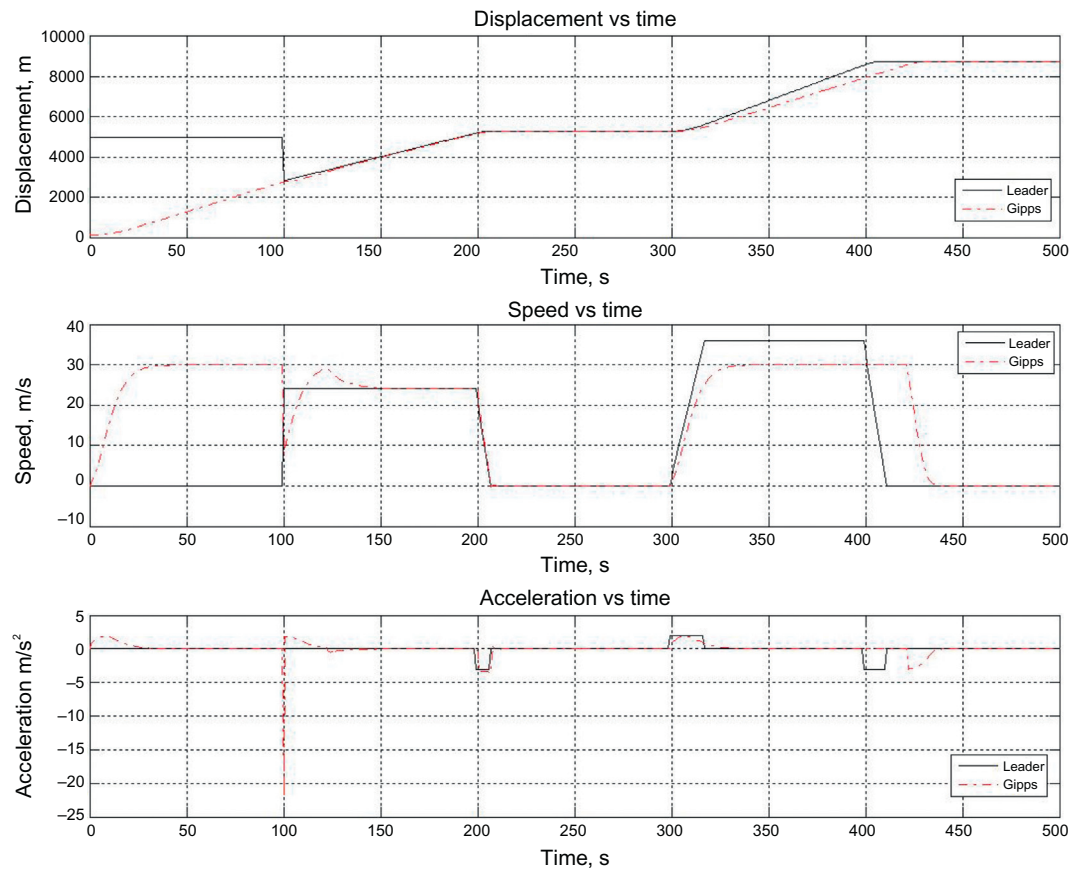 Displacement vs time
Displacement, m
10000
8000
6000
4000
2000
0
Leader
Gipps
0 50 100 150 200 250 300 350 400 450 500
Time, s
Speed vs time
Speed, m/s
40
30
20
10
0
–10
Leader
Gipps
0 50 100 150 200 250 300 350 400 450 500
Time, s
Acceleration vs time
Acceleration m/s²
5
0
–5
–10
–15
–20
–25
Leader
Gipps
0 50 100 150 200 250 300 350 400 450 500
Time, s